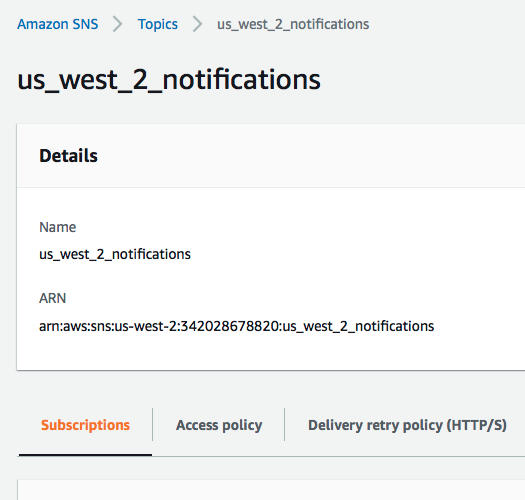 Amazon SNS > Topics > us_west_2_notifications
us_west_2_notifications
Details
Name
us_west_2_notifications
ARN
arn:aws:sns:us-west-2:342028678820:us_west_2_notifications
Subscriptions Access policy Delivery retry policy (HTTP/S)